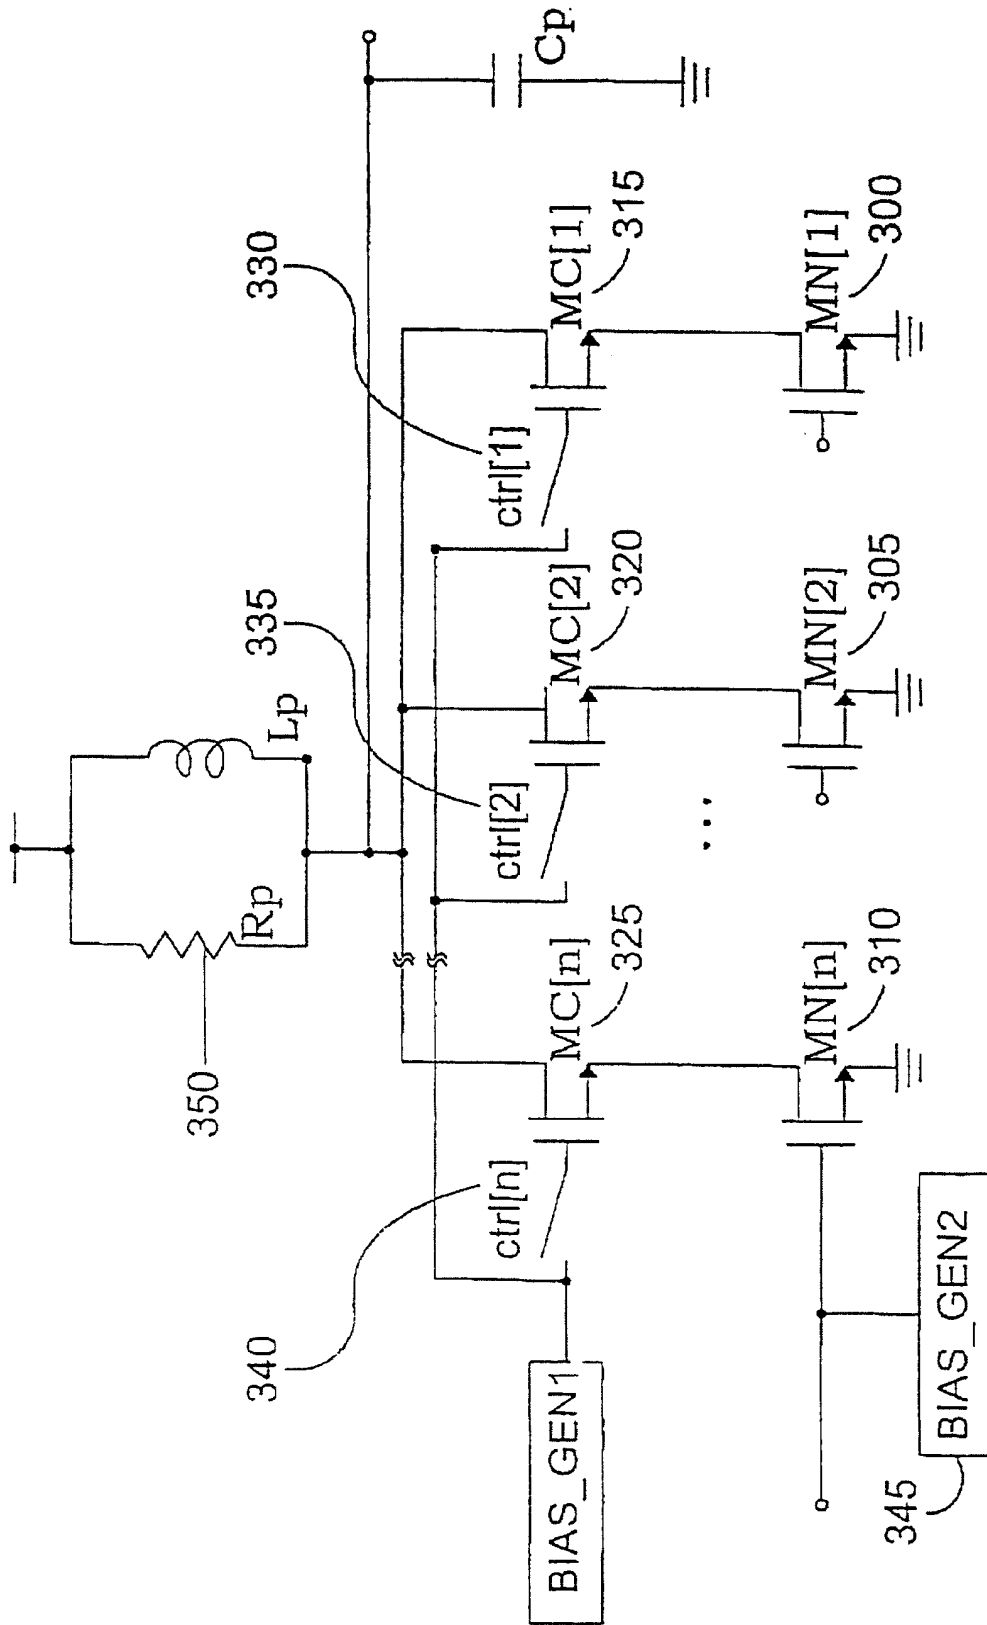 350
Rp
Lp
Cp
340
335
330
ctrl[n]
ctrl[2]
ctrl[1]
BIAS_GEN1
MC[n]
325
MC[2]
320
MC[1]
315
...
MN[n]
310
MN[2]
305
MN[1]
300
345
BIAS_GEN2